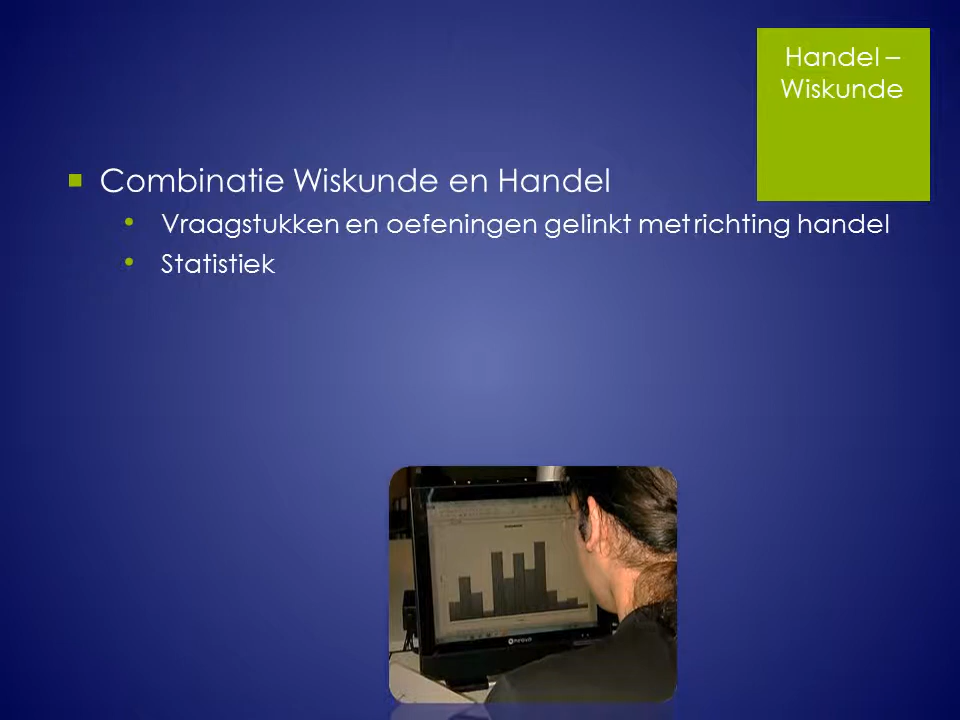 Handel –
Wiskunde
Combinatie Wiskunde en Handel
Vraagstukken en oefeningen gelinkt met richting handel
Statistiek